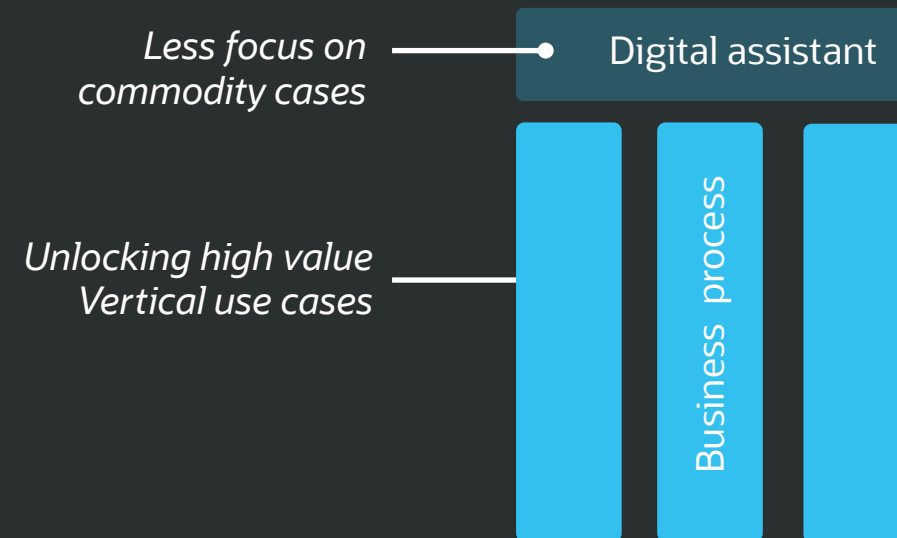 Less focus on
commodity cases
Digital assistant
Unlocking high value
Vertical use cases
Business process